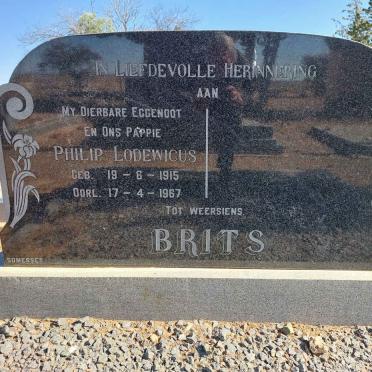 In Liefdevolle Herinnering
aan
My Dierbare Eggenoot
en Ons Pappie
Philip Lodewicus
Geb. 19 - 6 - 1915
Oorl. 17 - 4 - 1967
Tot Weersiens
BRITS
SOMERSET